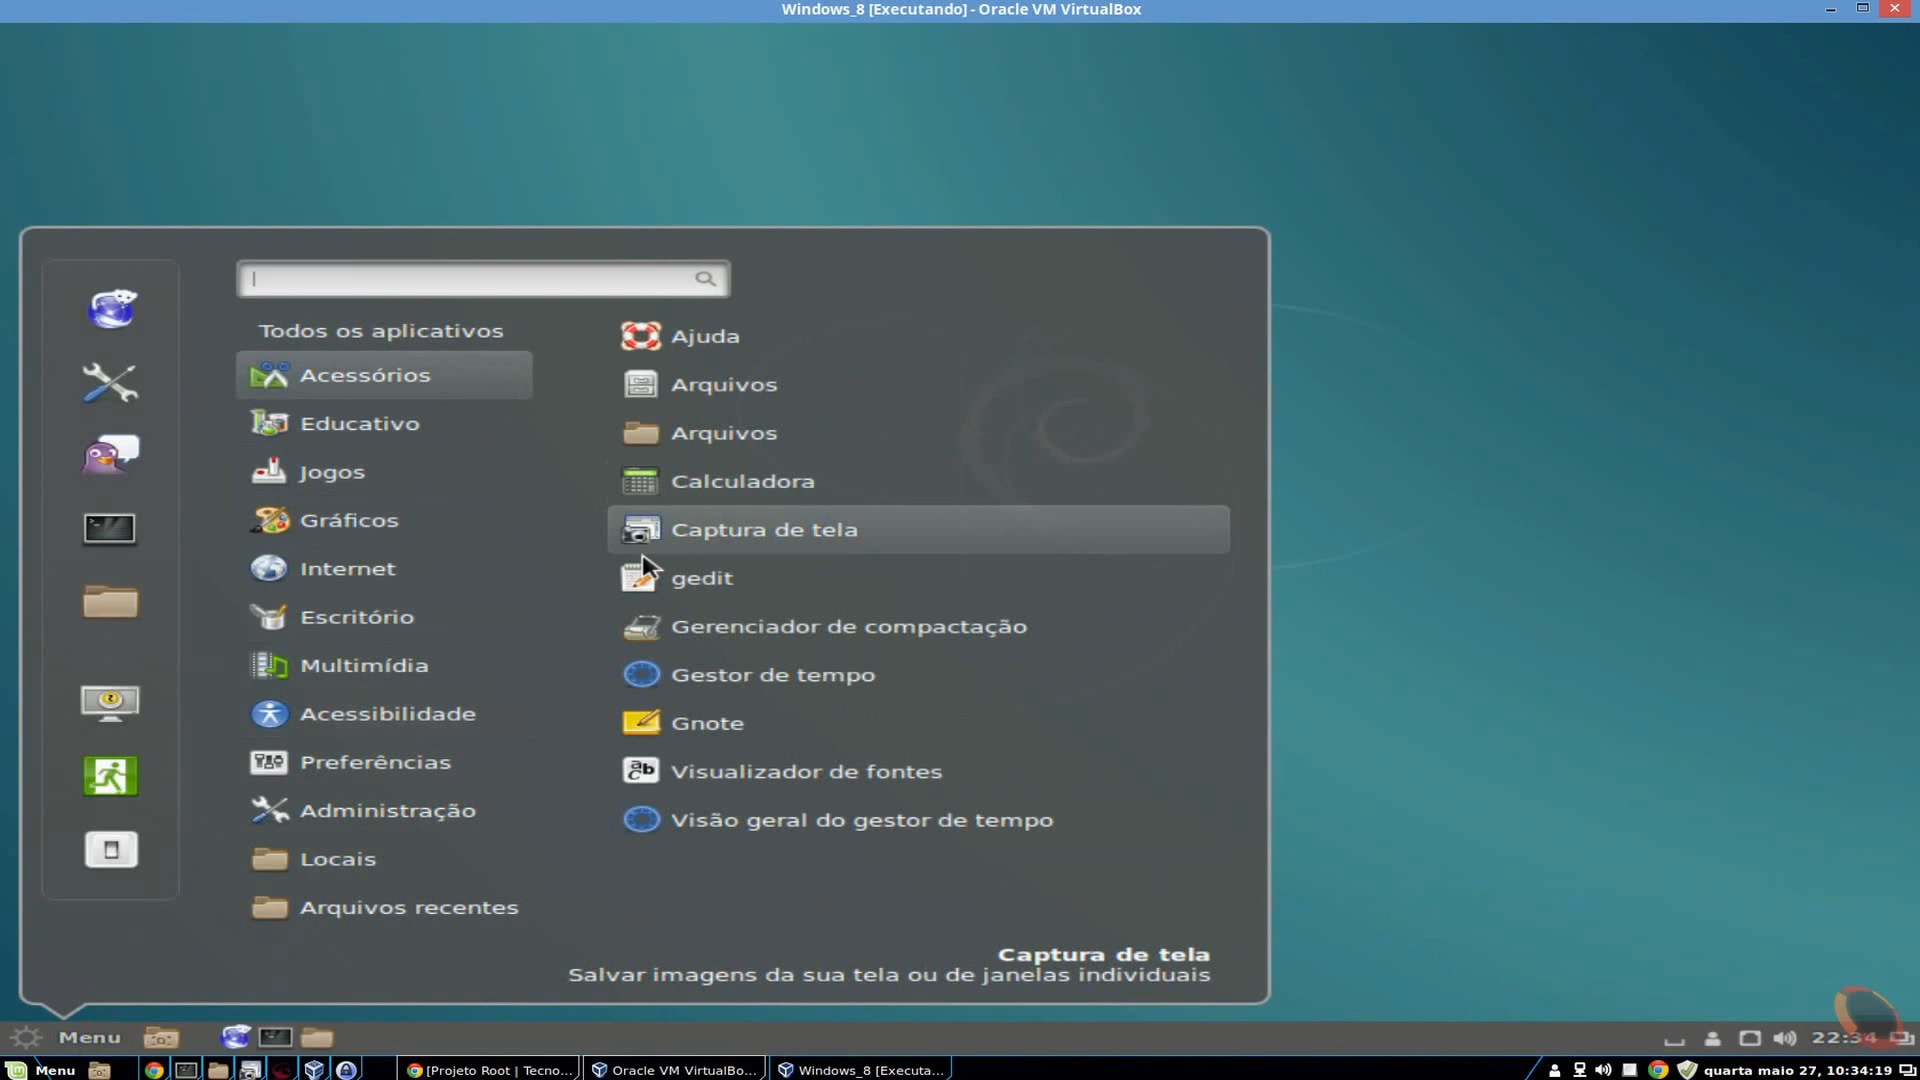 Windows_8 [Executando] - Oracle VM VirtualBox
Todos os aplicativos
Acessórios
Educativo
Jogos
Gráficos
Internet
Escritório
Multimídia
Acessibilidade
Preferências
Administração
Locais
Arquivos recentes
Ajuda
Arquivos
Arquivos
Calculadora
Captura de tela
gedit
Gerenciador de compactação
Gestor de tempo
Gnote
Visualizador de fontes
Visão geral do gestor de tempo
Captura de tela
Salvar imagens da sua tela ou de janelas individuais
Menu
22:34
Menu
[Projeto Root | Tecno...
Oracle VM VirtualBo...
Windows_8 [Executa...
quarta maio 27, 10:34:19